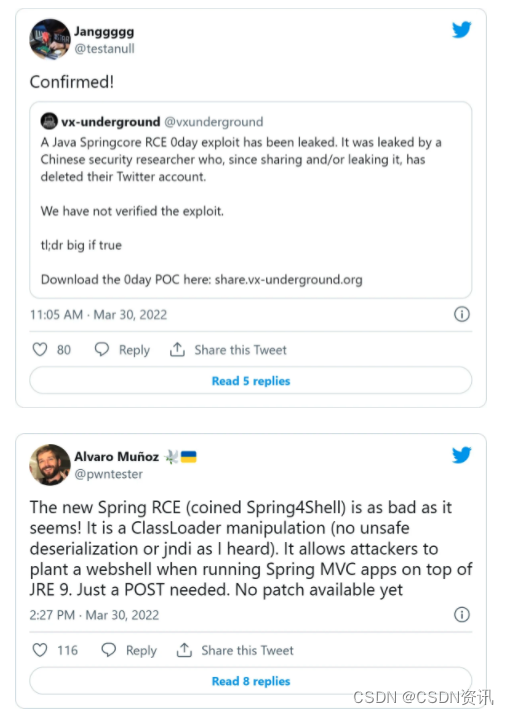 Janggggg
@testanull
Confirmed!
vx-underground @vxunderground
A Java Springcore RCE 0day exploit has been leaked. It was leaked by a
Chinese security researcher who, since sharing and/or leaking it, has
deleted their Twitter account.
We have not verified the exploit.
tl;dr big if true
Download the 0day POC here: share.vx-underground.org
11:05 AM · Mar 30, 2022
80 Reply Share this Tweet
Read 5 replies
Alvaro Muñoz 🕊️🇺🇦
@pwntester
The new Spring RCE (coined Spring4Shell) is as bad as it
seems! It is a ClassLoader manipulation (no unsafe
deserialization or jndi as I heard). It allows attackers to
plant a webshell when running Spring MVC apps on top of
JRE 9. Just a POST needed. No patch available yet
2:27 PM · Mar 30, 2022
116 Reply Share this Tweet
Read 8 replies
CSDN @CSDN资讯